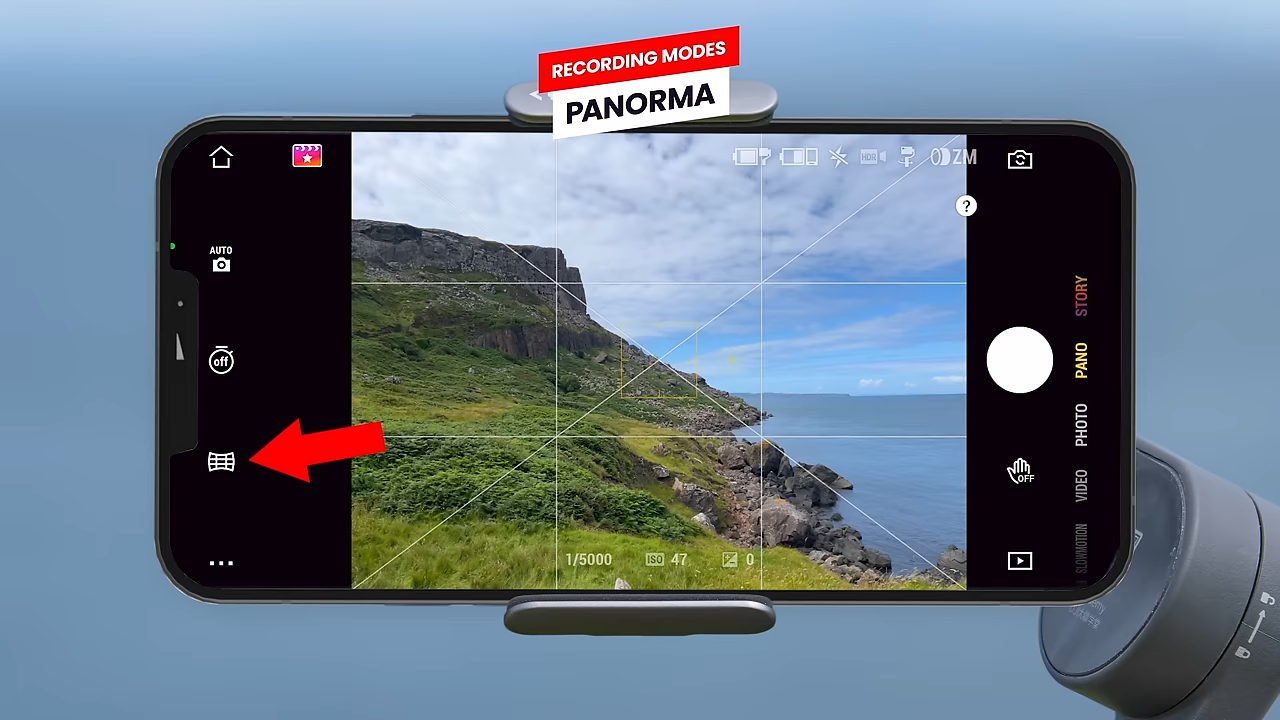 RECORDING MODES
PANORMA
HDR
ZM
?
AUTO
STORY
off
PANO
PHOTO
OFF
VIDEO
SLOWMOTION
1/5000
ISO 47
0